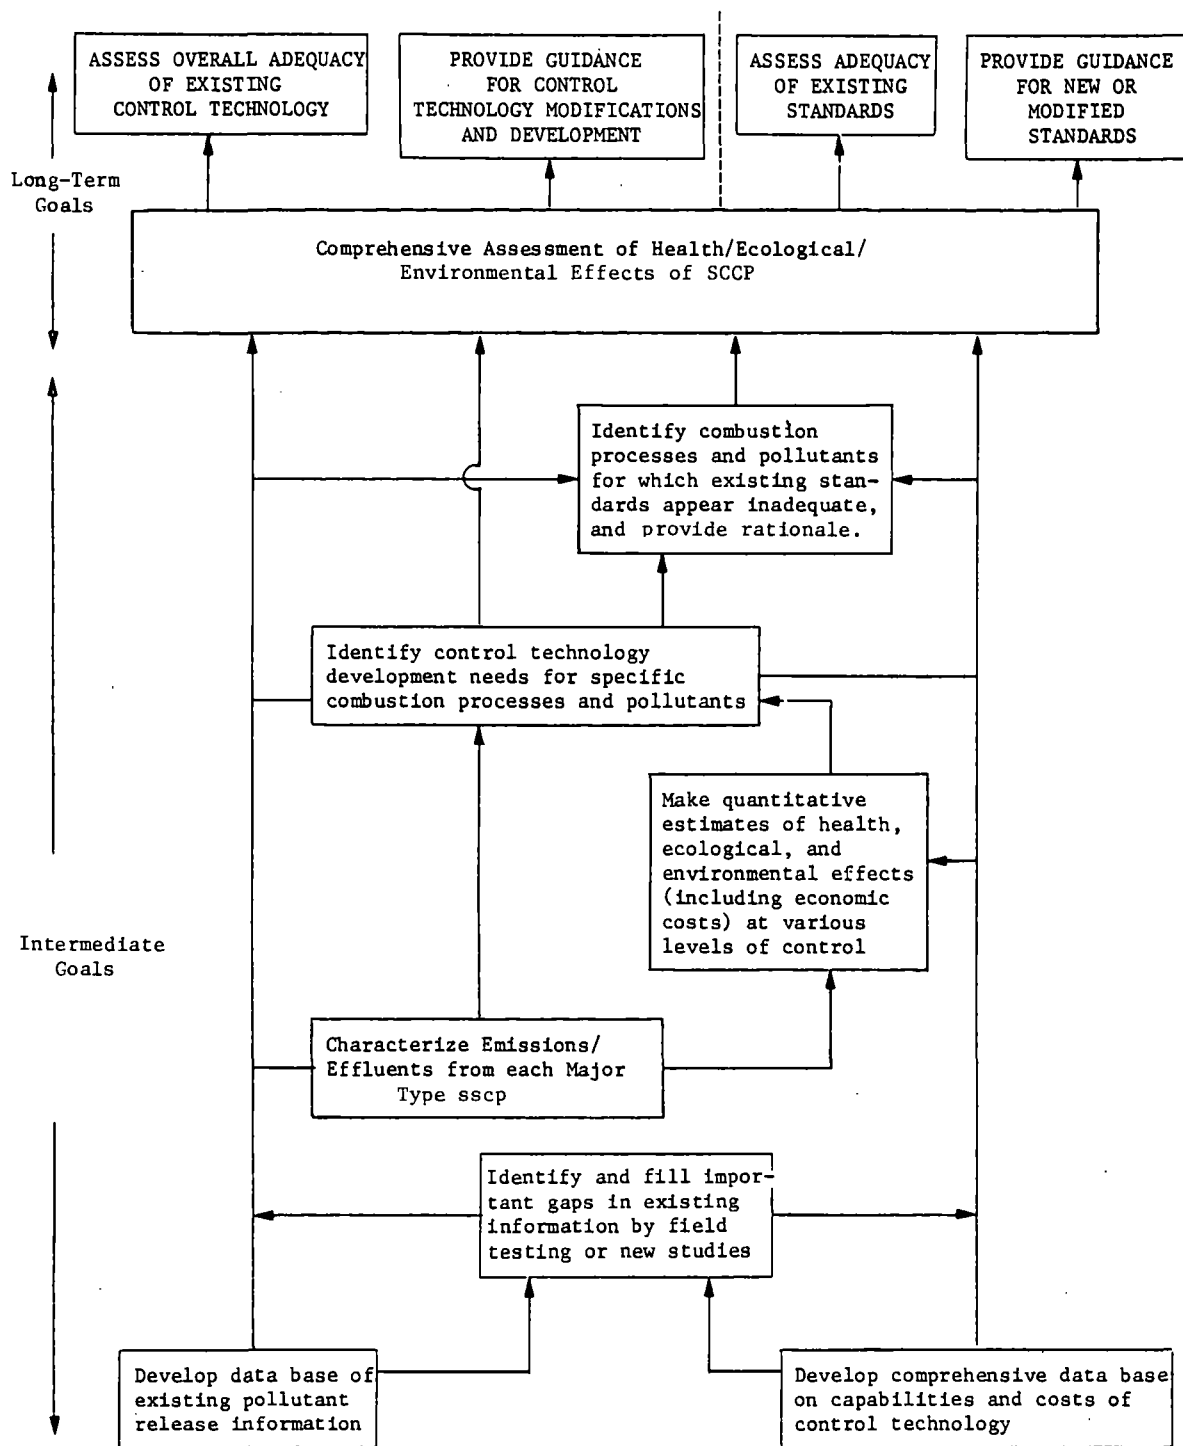 ASSESS OVERALL ADEQUACY
OF EXISTING
CONTROL TECHNOLOGY
PROVIDE GUIDANCE
FOR CONTROL
TECHNOLOGY MODIFICATIONS
AND DEVELOPMENT
ASSESS ADEQUACY
OF EXISTING
STANDARDS
PROVIDE GUIDANCE
FOR NEW OR
MODIFIED
STANDARDS
Long-Term
Goals
Comprehensive Assessment of Health/Ecological/
Environmental Effects of SCCP
Identify combustion
processes and pollutants
for which existing stan-
dards appear inadequate,
and provide rationale.
Identify control technology
development needs for specific
combustion processes and pollutants
Make quantitative
estimates of health,
ecological, and
environmental effects
(including economic
costs) at various
levels of control
Intermediate
Goals
Characterize Emissions/
Effluents from each Major
Type sscp
Identify and fill impor-
tant gaps in existing
information by field
testing or new studies
Develop data base of
existing pollutant
release information
Develop comprehensive data base
on capabilities and costs of
control technology